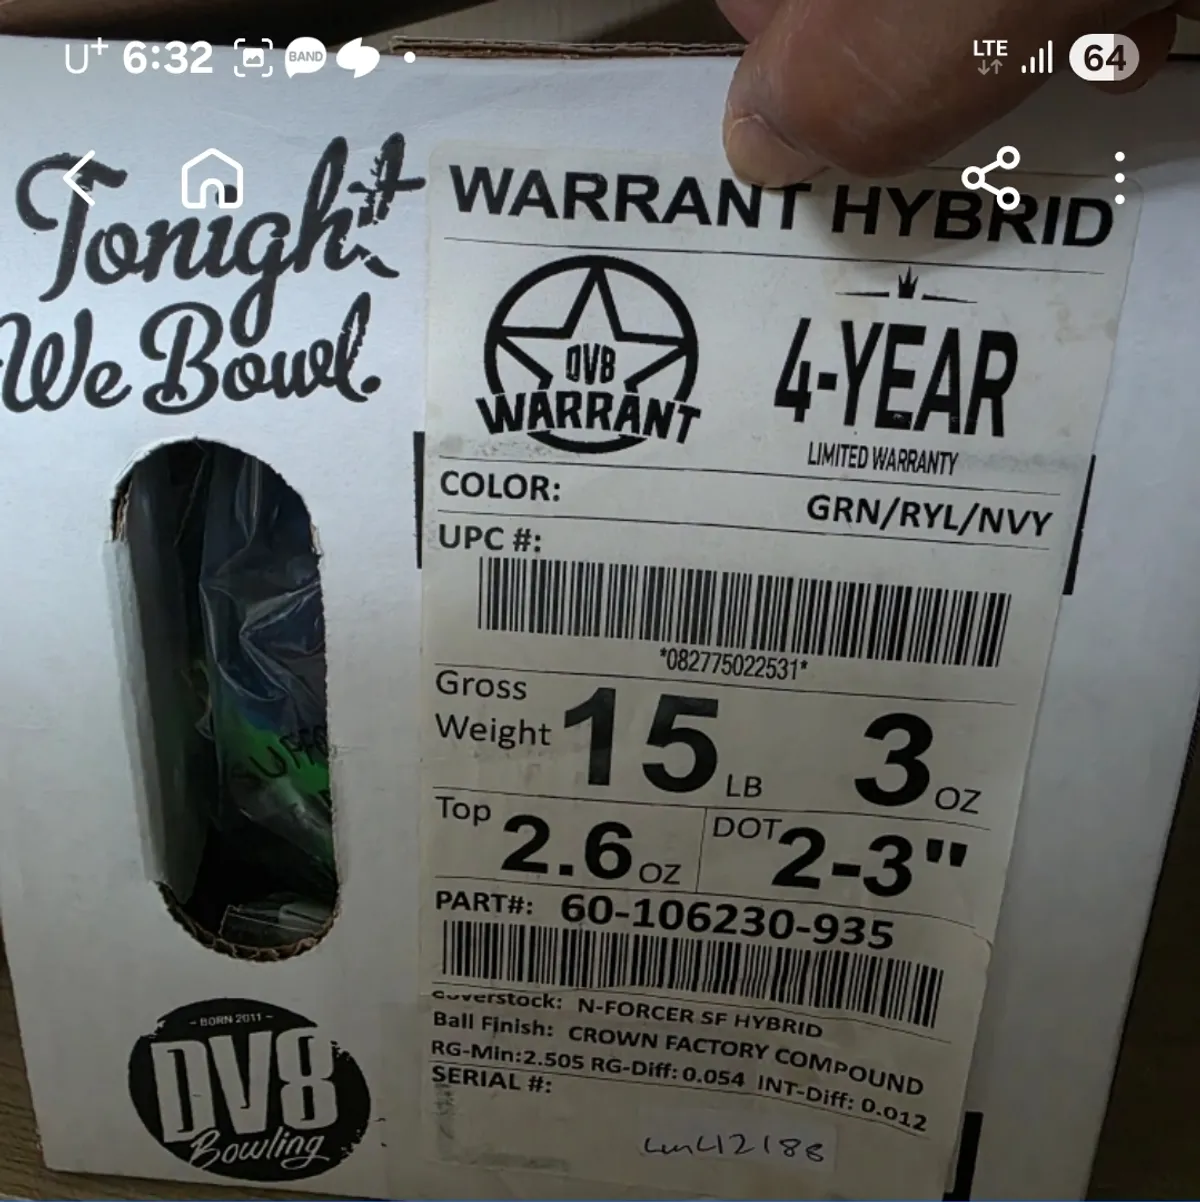 U+ 6:32 BAND LTE 64
Tonight
We Bowl.
WARRANT HYBRID
DV8
WARRANT
4-YEAR
LIMITED WARRANTY
COLOR: GRN/RYL/NVY
UPC #:
*082775022531*
Gross
Weight 15 LB 3 OZ
Top 2.6 OZ DOT 2-3"
PART#: 60-106230-935
Coverstock: N-FORCER SF HYBRID
Ball Finish: CROWN FACTORY COMPOUND
RG-Min:2.505 RG-Diff: 0.054 INT-Diff: 0.012
SERIAL #:
- BORN 2011 -
DV8
Bowling